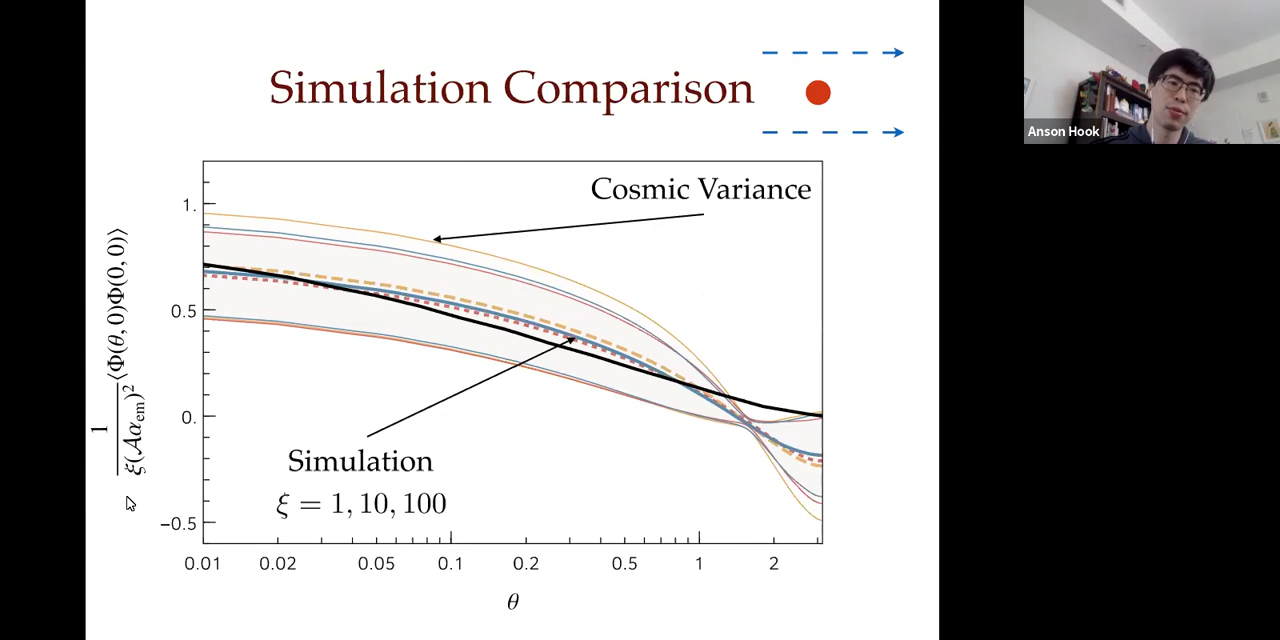 Simulation Comparison
Anson Hook
Cosmic Variance
1.
0.5
0.
−0.5
1/ξ(𝒜α_em)² ⟨Φ(θ, 0)Φ(0, 0)⟩
Simulation
ξ = 1, 10, 100
0.01 0.02 0.05 0.1 0.2 0.5 1 2
θ